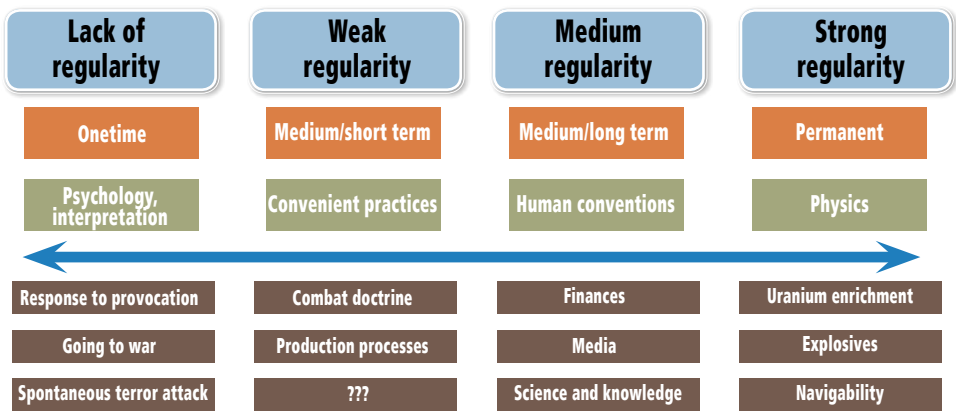 Lack of
regularity
Weak
regularity
Medium
regularity
Strong
regularity
Onetime
Medium/short term
Medium/long term
Permanent
Psychology,
interpretation
Convenient practices
Human conventions
Physics
Response to provocation
Combat doctrine
Finances
Uranium enrichment
Going to war
Production processes
Media
Explosives
Spontaneous terror attack
???
Science and knowledge
Navigability